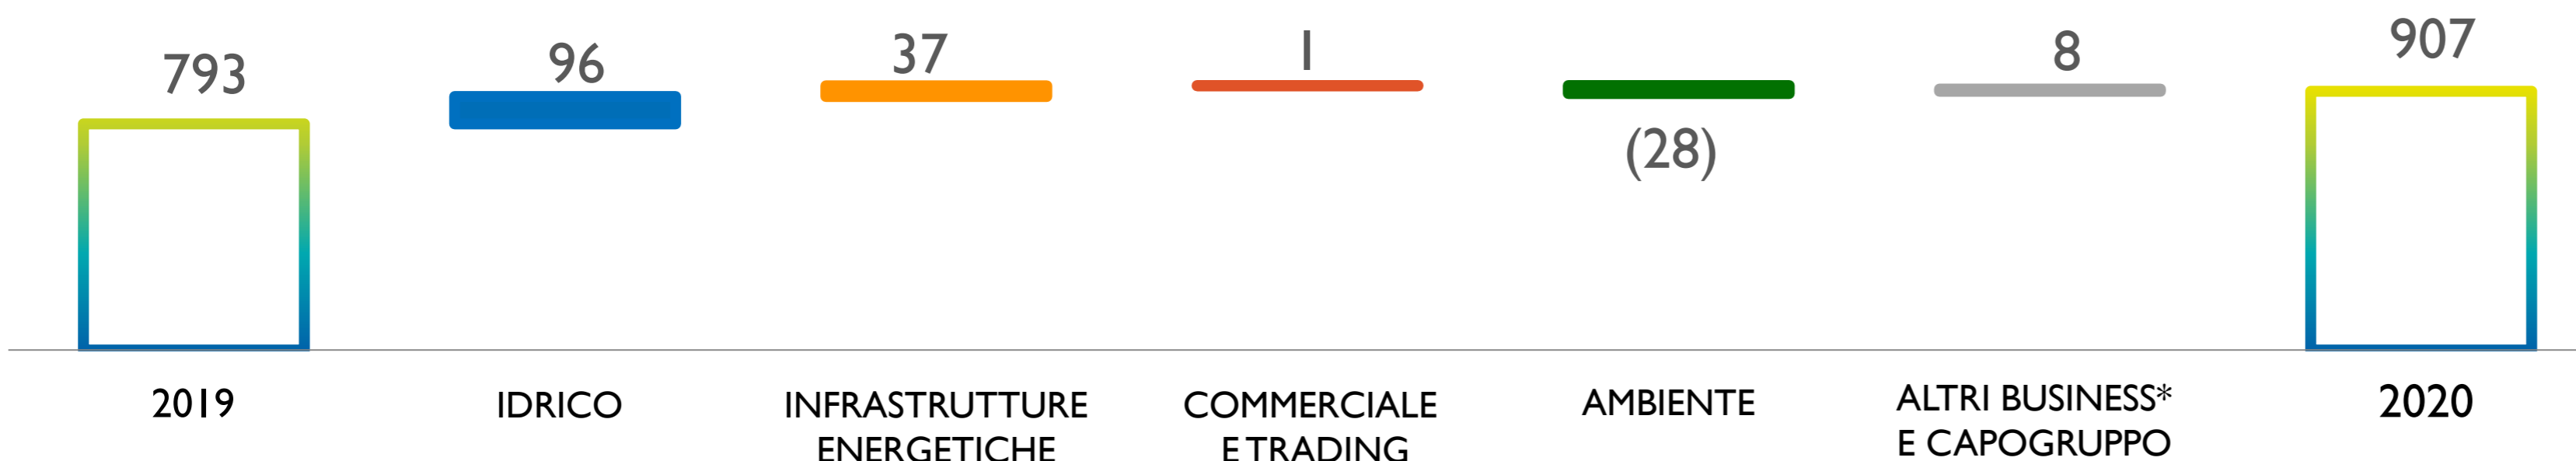 793
96
37
1
(28)
8
907
2019
IDRICO
INFRASTRUTTURE
ENERGETICHE
COMMERCIALE
E TRADING
AMBIENTE
ALTRI BUSINESS*
E CAPOGRUPPO
2020